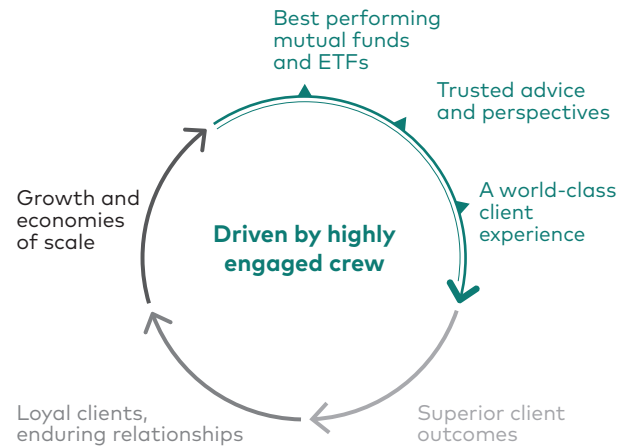 Best performing
mutual funds
and ETFs
Trusted advice
and perspectives
A world-class
client
experience
Growth and
economies
of scale
Driven by highly
engaged crew
Loyal clients,
enduring relationships
Superior client
outcomes